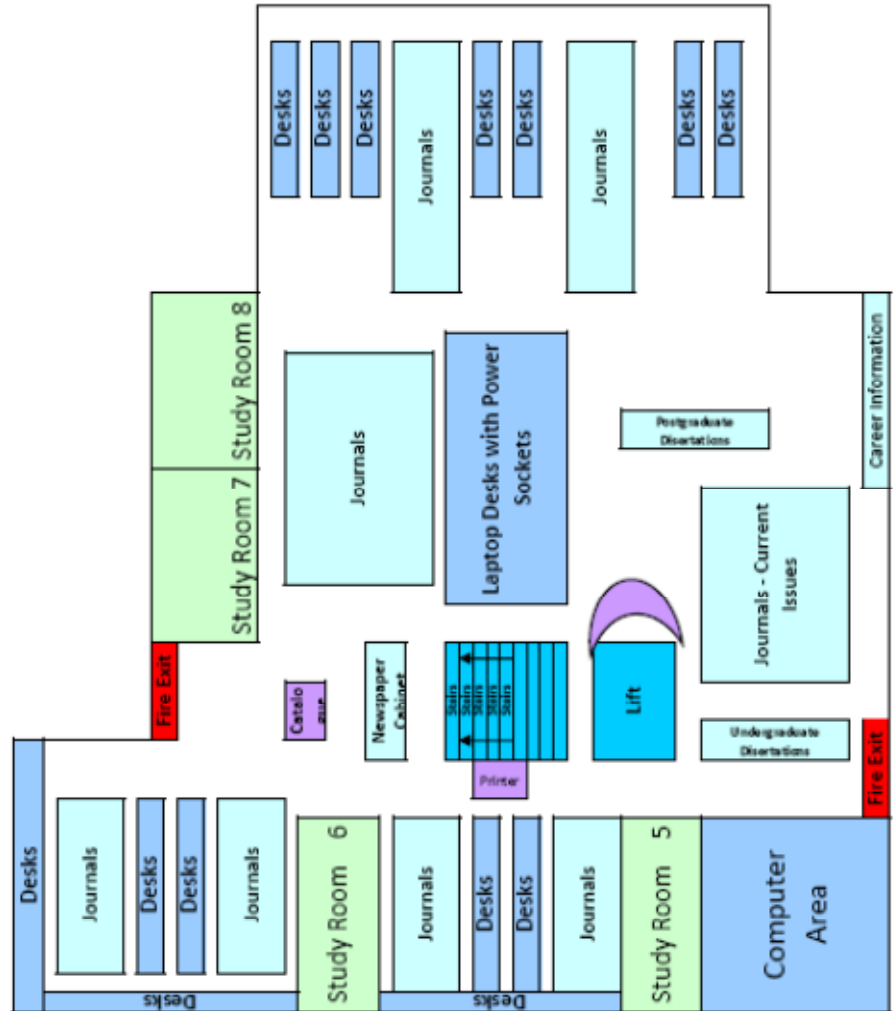 Desks
Desks
Desks
Journals
Desks
Desks
Journals
Desks
Desks
Study Room 8
Study Room 7
Journals
Laptop Desks with Power
Sockets
Postgraduate
Disertations
Career Information
Journals - Current
Issues
Fire Exit
Catalo
gue
Newspaper
Cabinet
Stairs
Stairs
Stairs
Stairs
Stairs
Lift
Undergraduate
Disertations
Fire Exit
Printer
Desks
Journals
Desks
Desks
Journals
Study Room 6
Journals
Desks
Desks
Journals
Study Room 5
Computer
Area
Desks
Desks